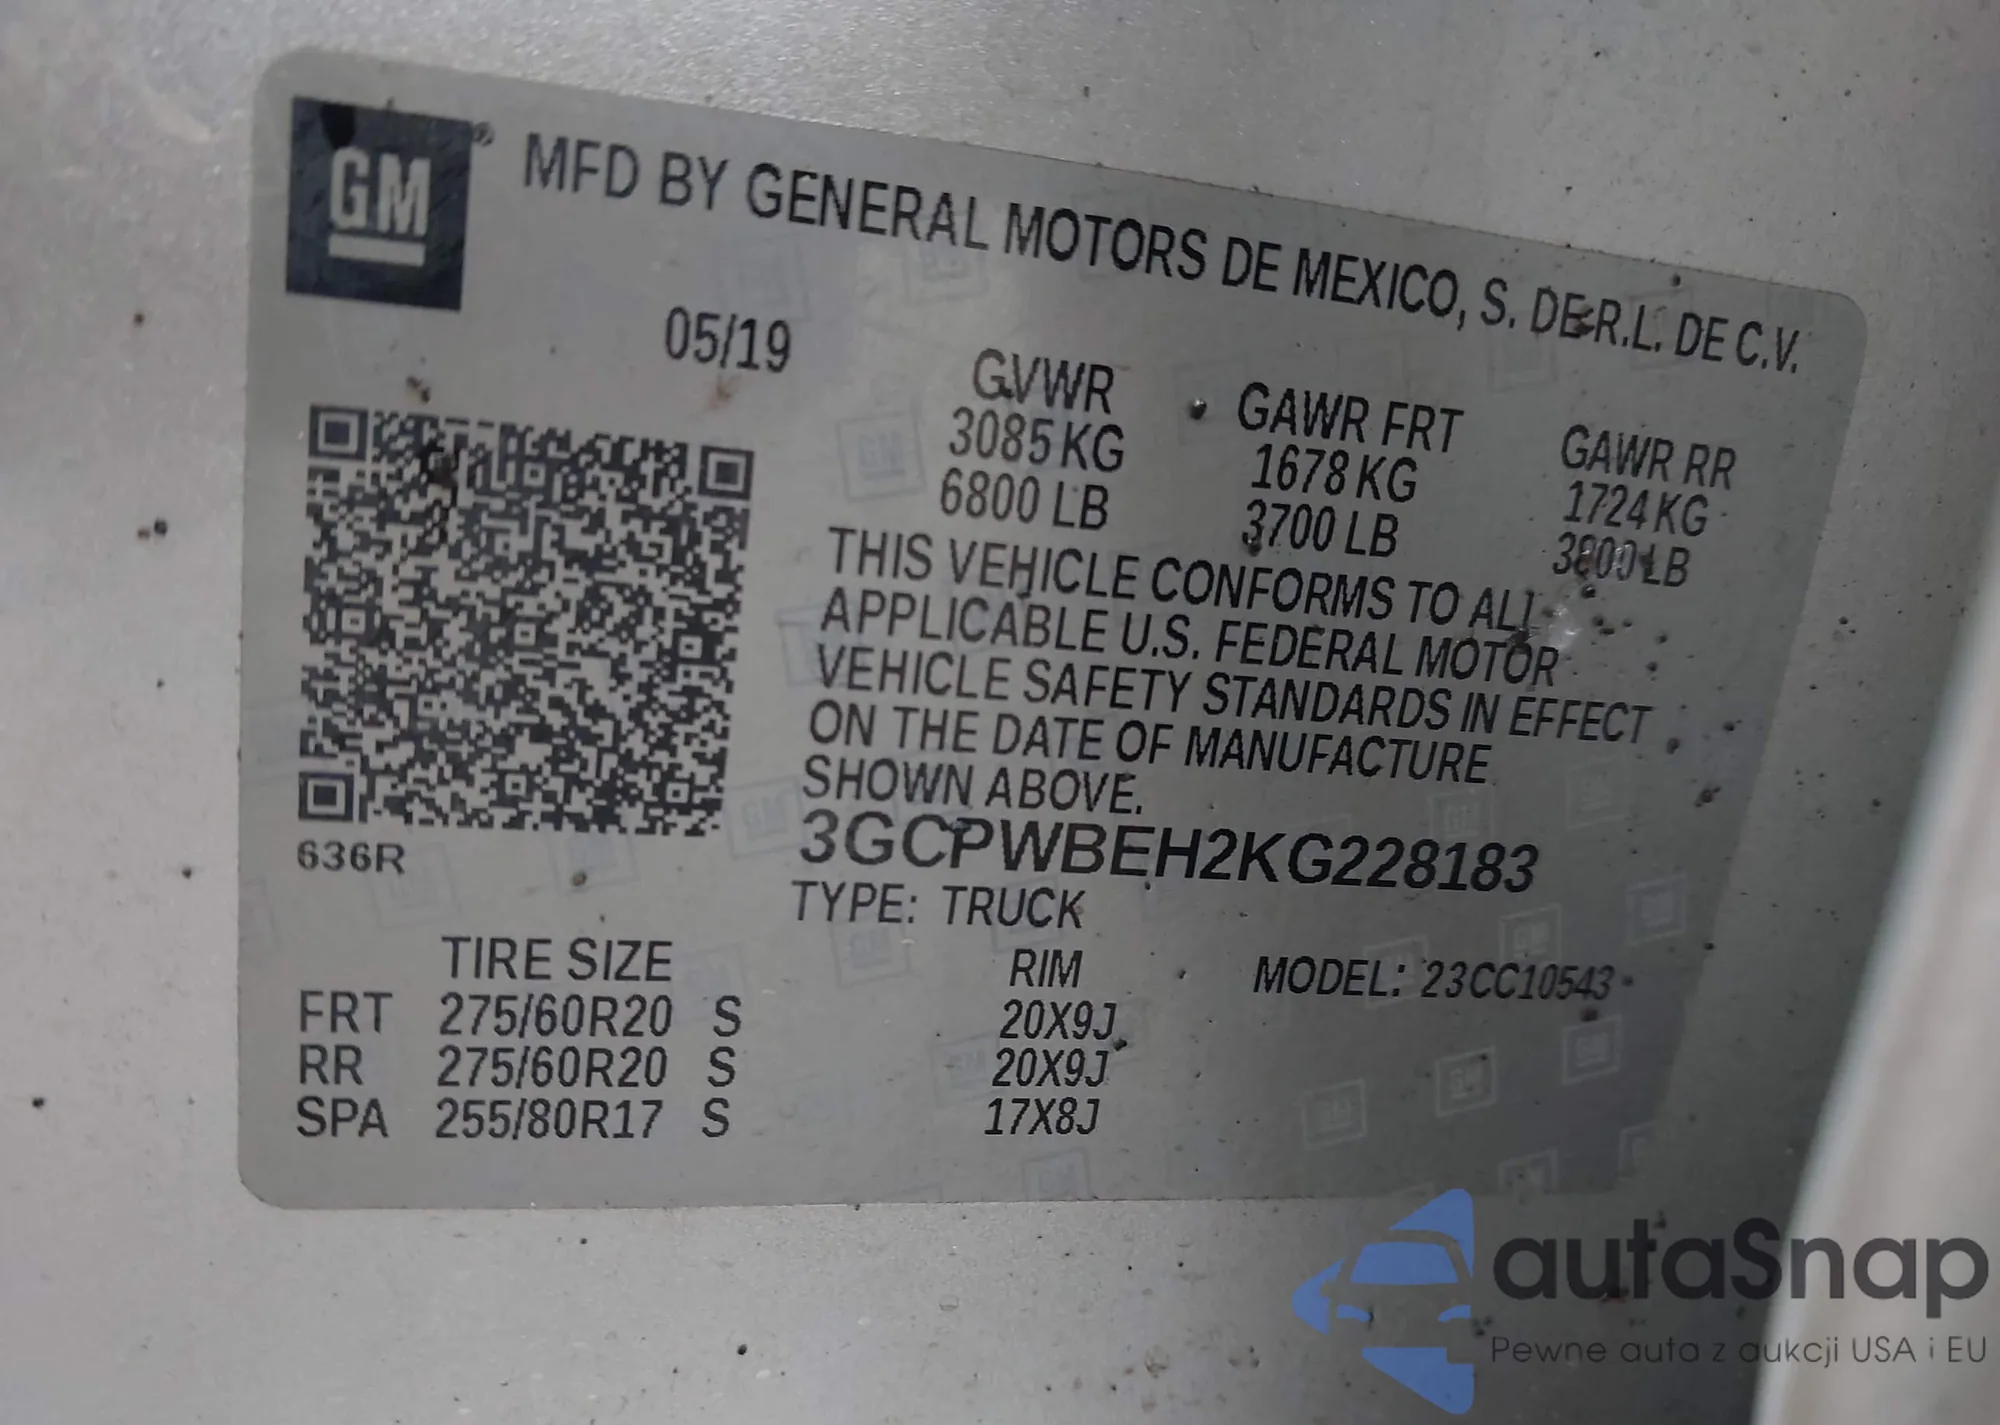 GM® MFD BY GENERAL MOTORS DE MEXICO, S. DE R.L. DE C.V.
05/19
GVWR GAWR FRT GAWR RR
3085 KG 1678 KG 1724 KG
6800 LB 3700 LB 3800 LB
THIS VEHICLE CONFORMS TO ALL
APPLICABLE U.S. FEDERAL MOTOR
VEHICLE SAFETY STANDARDS IN EFFECT
ON THE DATE OF MANUFACTURE
SHOWN ABOVE.
3GCPWBEH2KG228183
636R
TYPE: TRUCK
TIRE SIZE RIM MODEL: 23CC10543
FRT 275/60R20 S 20X9J
RR 275/60R20 S 20X9J
SPA 255/80R17 S 17X8J
autaSnap
Pewne auta z aukcji USA i EU